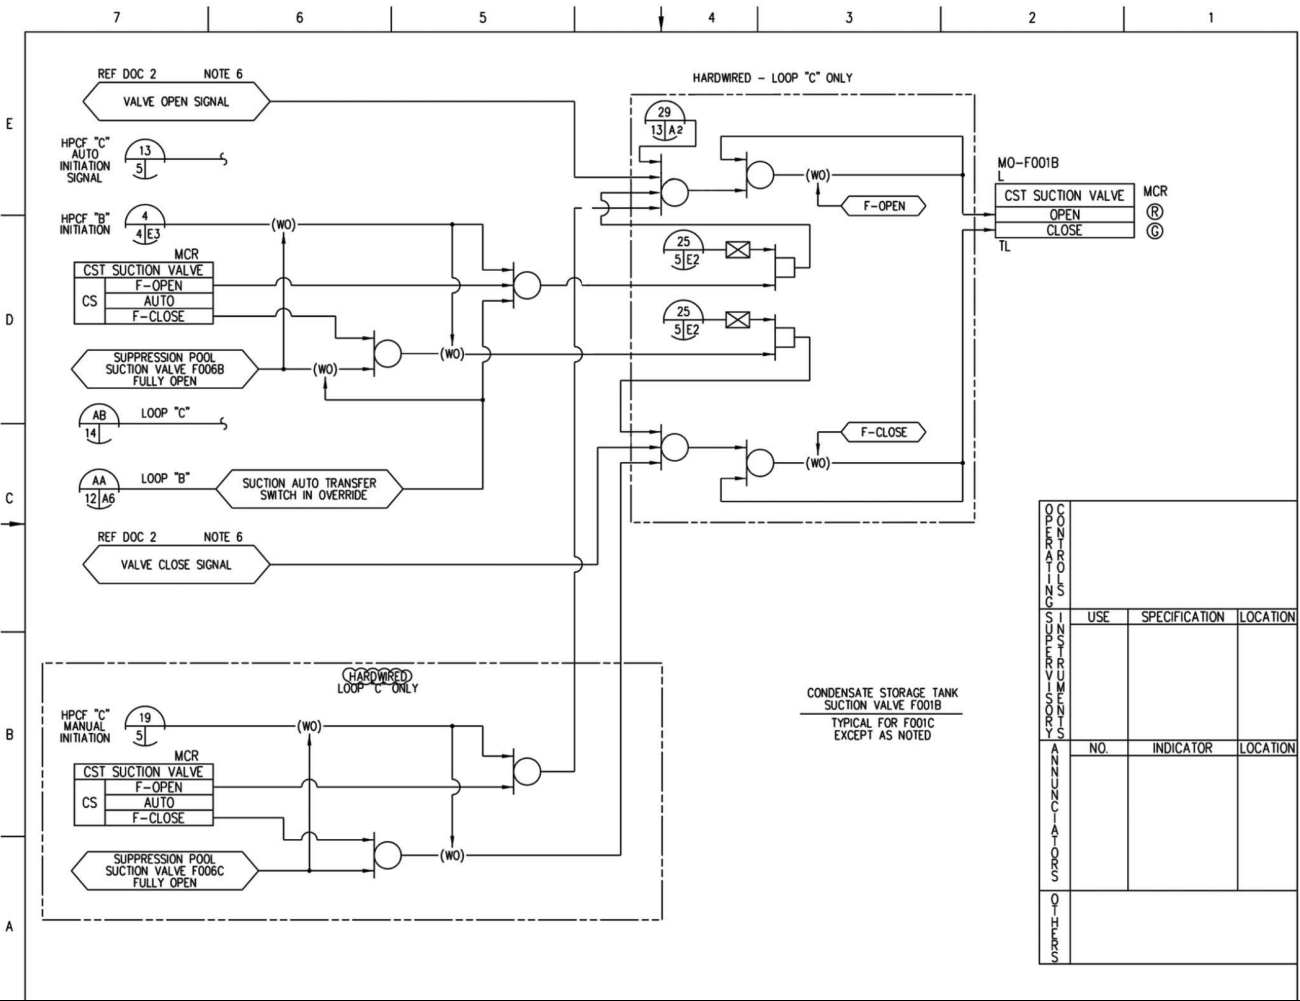 7 6 5 4 3 2 1
E
D
C
B
A
REF DOC 2 NOTE 6
VALVE OPEN SIGNAL
HPCF "C"
AUTO
INITIATION
SIGNAL
13
5
HPCF "B"
INITIATION
4
4 E3
(WO)
MCR
CST SUCTION VALVE
CS
F-OPEN
AUTO
F-CLOSE
SUPPRESSION POOL
SUCTION VALVE F006B
FULLY OPEN
(WO)
(WO)
AB
14
LOOP "C"
AA
12 A6
LOOP "B"
SUCTION AUTO TRANSFER
SWITCH IN OVERRIDE
REF DOC 2 NOTE 6
VALVE CLOSE SIGNAL
HARDWIRED - LOOP "C" ONLY
29
13 A2
(WO)
F-OPEN
25
5 E2
25
5 E2
F-CLOSE
(WO)
MO-F001B
L
CST SUCTION VALVE
OPEN
CLOSE
TL
MCR
R
G
HARDWIRED
LOOP "C" ONLY
HPCF "C"
MANUAL
INITIATION
19
5
(WO)
MCR
CST SUCTION VALVE
CS
F-OPEN
AUTO
F-CLOSE
SUPPRESSION POOL
SUCTION VALVE F006C
FULLY OPEN
(WO)
CONDENSATE STORAGE TANK
SUCTION VALVE F001B
TYPICAL FOR F001C
EXCEPT AS NOTED
OPERATING
CONTROLS
SUPERVISORY
INSTRUMENTS
USE SPECIFICATION LOCATION
ANNUNCIATORS
NO. INDICATOR LOCATION
OTHERS